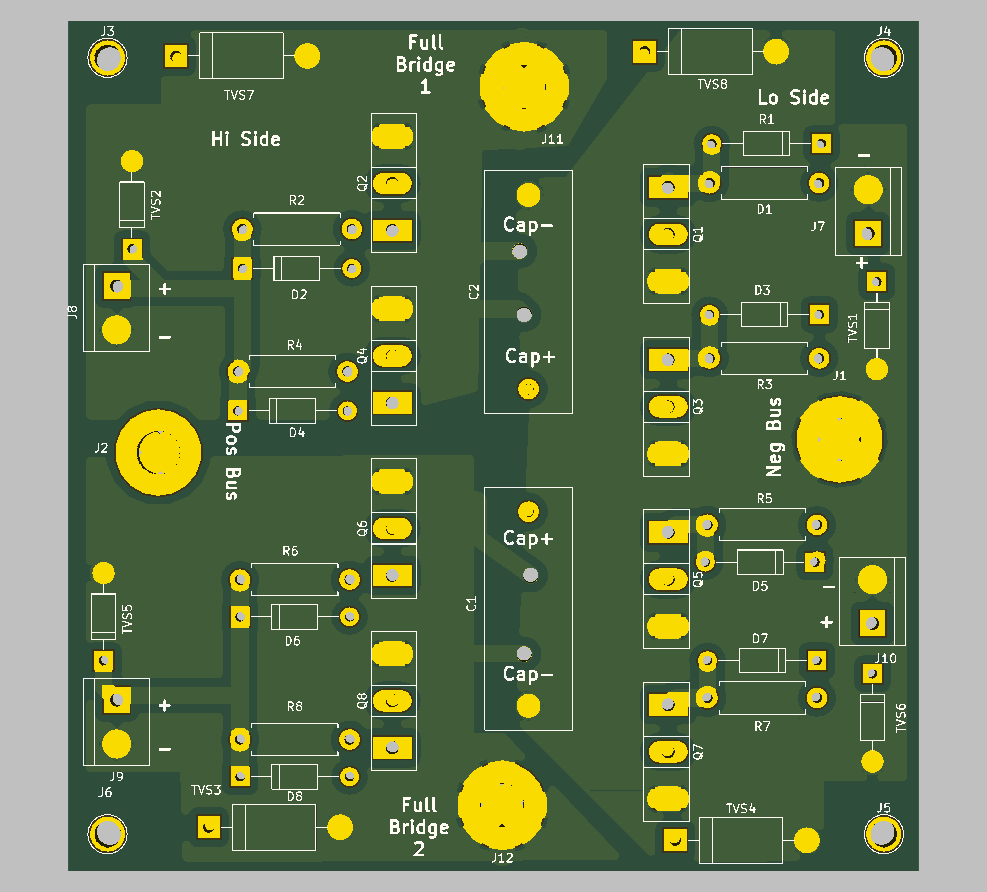 J3
TVS7
Full
Bridge
1
J11
TVS8
J4
Lo Side
Hi Side
R1
Q2
TVS2
R2
D1
J7
−
+
Q1
Cap-
D2
C2
J8
+
−
D3
TVS1
R4
Q4
Cap+
R3
J1
Q3
D4
J2
Pos Bus
Neg Bus
R5
Q6
Cap+
R6
D5
Q5
−
+
C1
TVS5
D6
D7
J10
Cap-
R8
Q8
+
−
R7
TVS6
Q7
J9
J6
TVS3
D8
Full
Bridge
2
J12
TVS4
J5